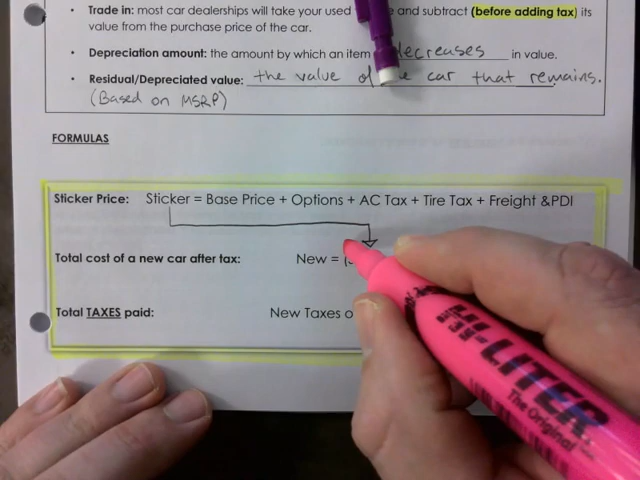 • Trade in: most car dealerships will take your used and subtract (before adding tax) its
value from the purchase price of the car.
• Depreciation amount: the amount by which an item decreases in value.
• Residual/Depreciated value: the value of car that remains.
(Based on MSRP)
FORMULAS
Sticker Price: Sticker = Base Price + Options + AC Tax + Tire Tax + Freight &PDI
Total cost of a new car after tax: New =
Total TAXES paid: New Taxes
HI-LITER
The Original